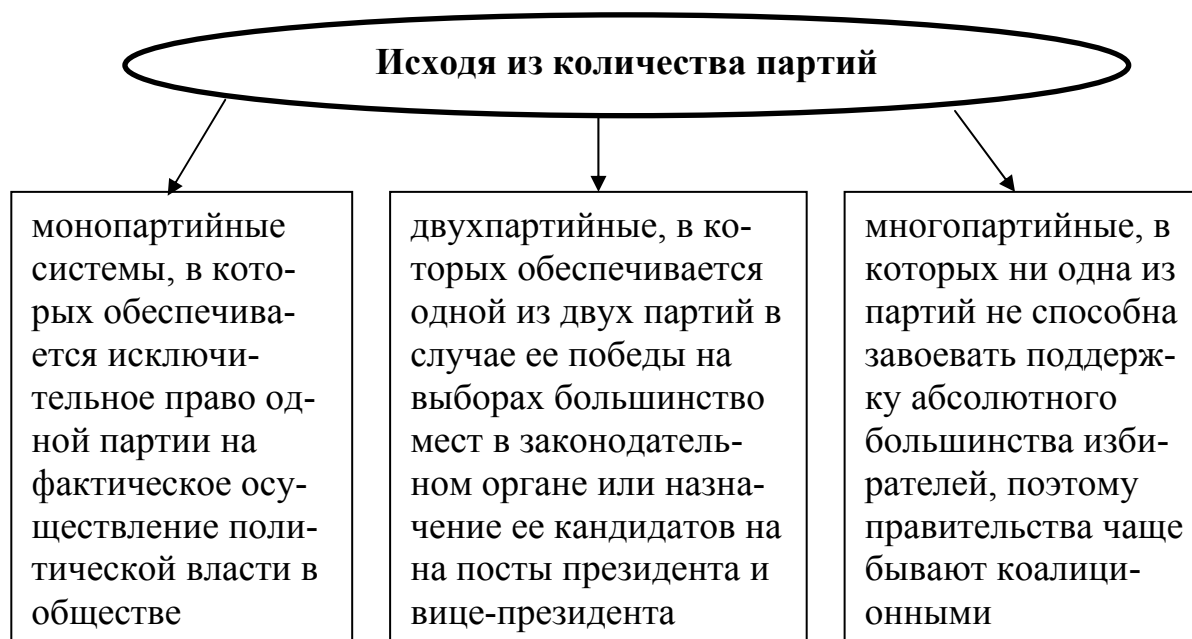 Исходя из количества партий
монопартийные
системы, в кото-
рых обеспечива-
ется исключи-
тельное право од-
ной партии на
фактическое осу-
ществление поли-
тической власти в
обществе
двухпартийные, в ко-
торых обеспечивается
одной из двух партий в
случае ее победы на
выборах большинство
мест в законодатель-
ном органе или назна-
чение ее кандидатов на
на посты президента и
вице-президента
многопартийные, в
которых ни одна из
партий не способна
завоевать поддерж-
ку абсолютного
большинства изби-
рателей, поэтому
правительства чаще
бывают коалици-
онными